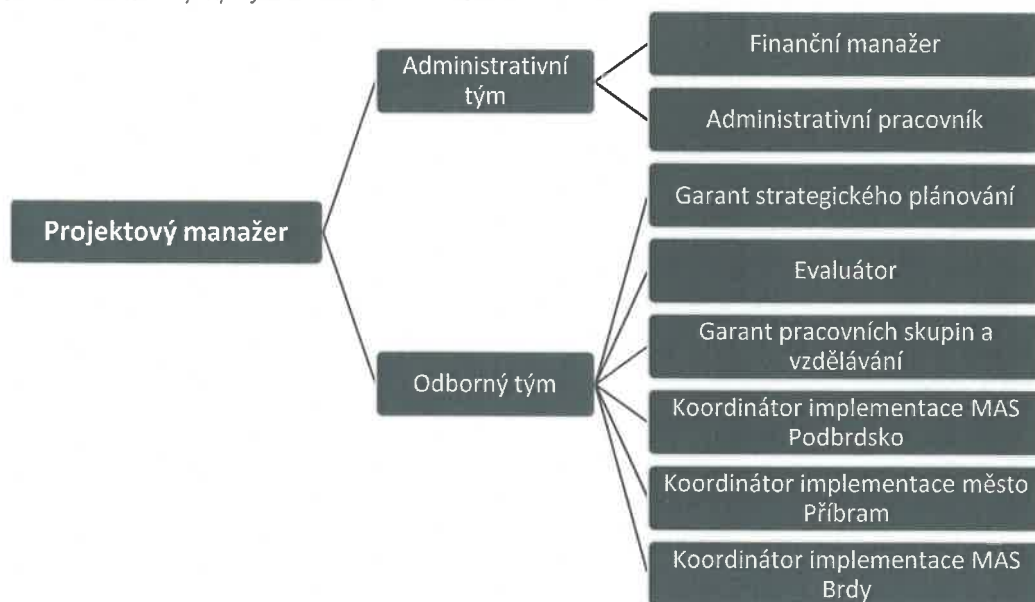 Projektový manažer
Administrativní
tým
Finanční manažer
Administrativní pracovník
Odborný tým
Garant strategického plánování
Evaluátor
Garant pracovních skupin a
vzdělávání
Koordinátor implementace MAS
Podbrdsko
Koordinátor implementace město
Příbram
Koordinátor implementace MAS
Brdy